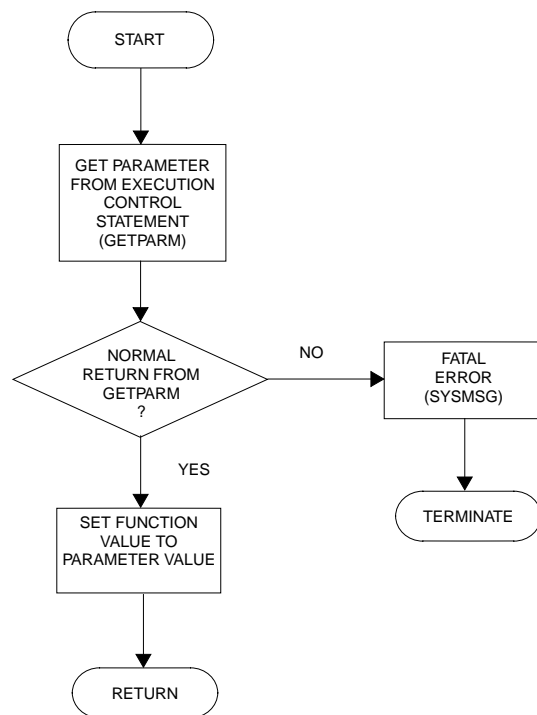 START
GET PARAMETER
FROM EXECUTION
CONTROL
STATEMENT
(GETPARM)
NORMAL
RETURN FROM
GETPARM
?
NO
FATAL
ERROR
(SYSMSG)
YES
TERMINATE
SET FUNCTION
VALUE TO
PARAMETER VALUE
RETURN